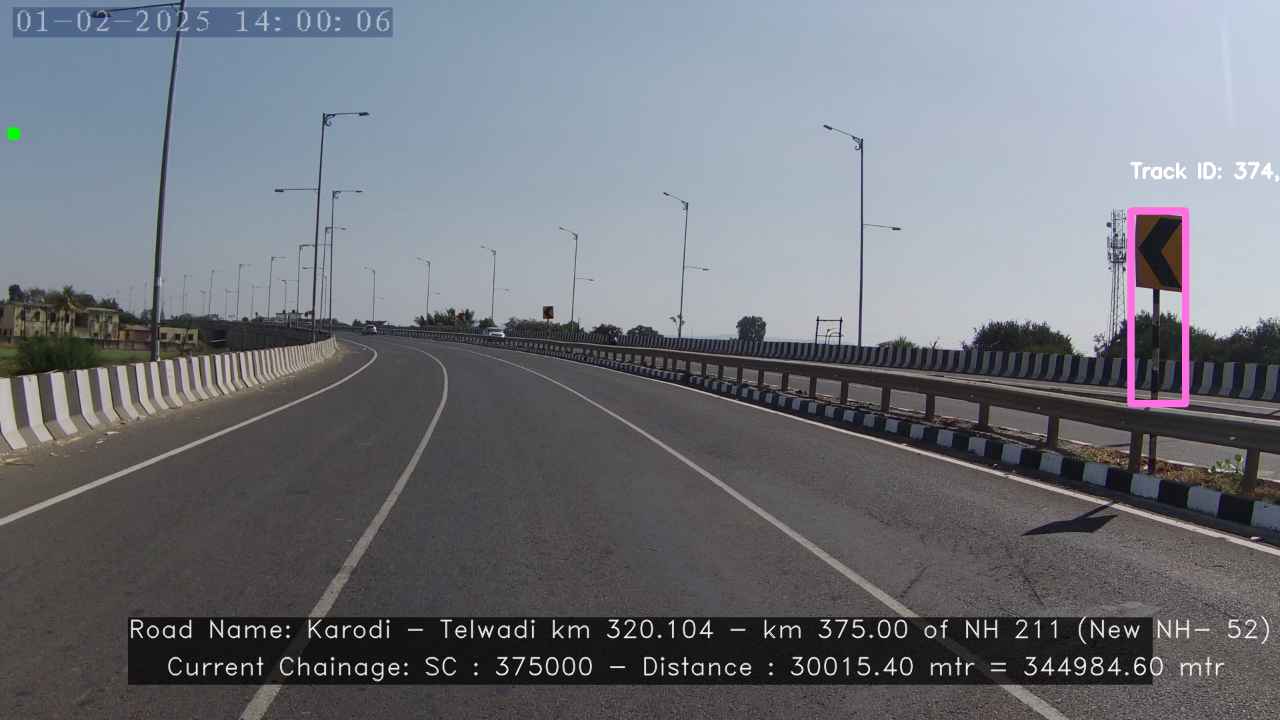 01-02-2025 14:00:06
Track ID: 374,
Road Name: Karodi - Telwadi km 320.104 - km 375.00 of NH 211 (New NH- 52)
Current Chainage: SC : 375000 - Distance : 30015.40 mtr = 344984.60 mtr